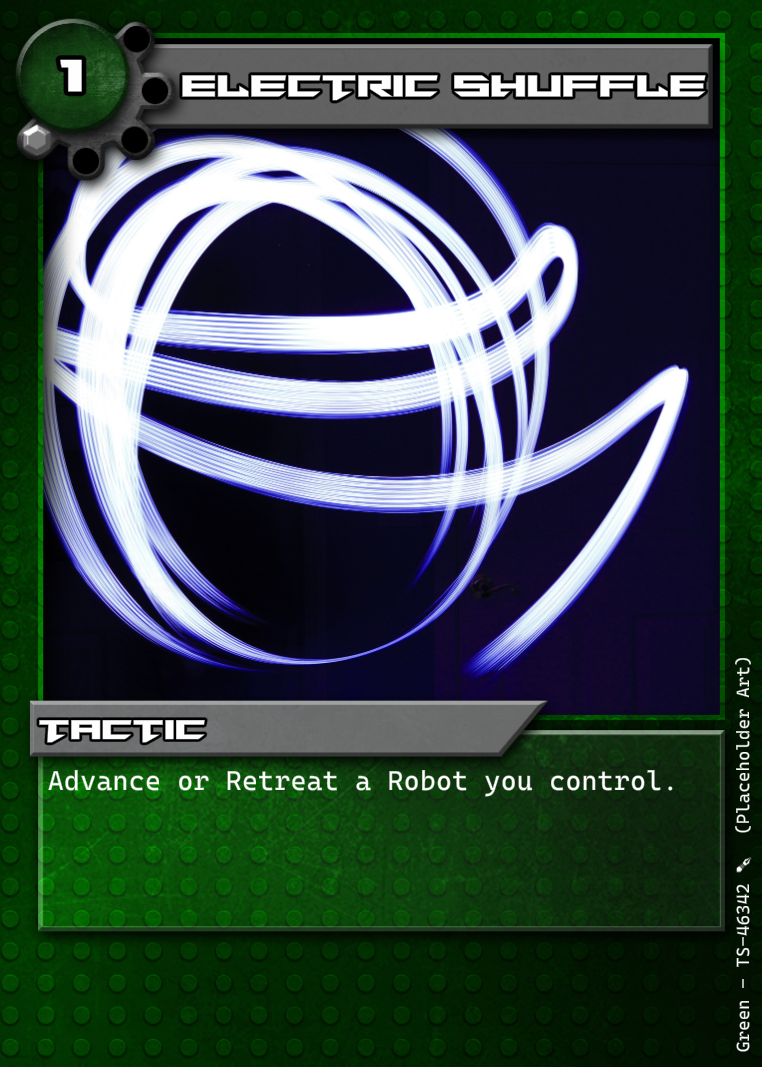 1
ELECTRIC SHUFFLE
TACTIC
Advance or Retreat a Robot you control.
Green - TS-46342 (Placeholder Art)